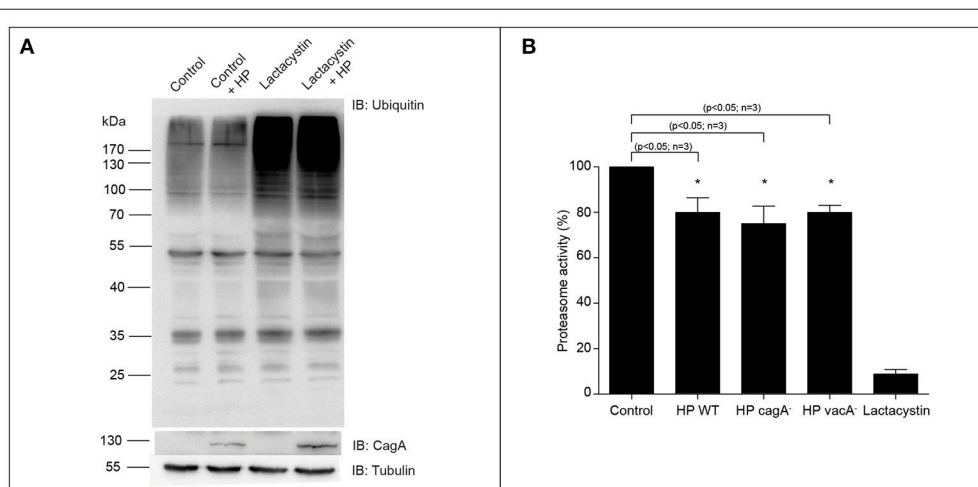 A
Control
Control
+ HP
Lactacystin
Lactacystin
+ HP
IB: Ubiquitin
kDa
170
130
100
70
55
40
35
25
130
IB: CagA
55
IB: Tubulin
B
(p<0.05; n=3)
(p<0.05; n=3)
(p<0.05; n=3)
* * *
Proteasome activity (%)
100
80
60
40
20
0
Control HP WT HP cagA- HP vacA- Lactacystin